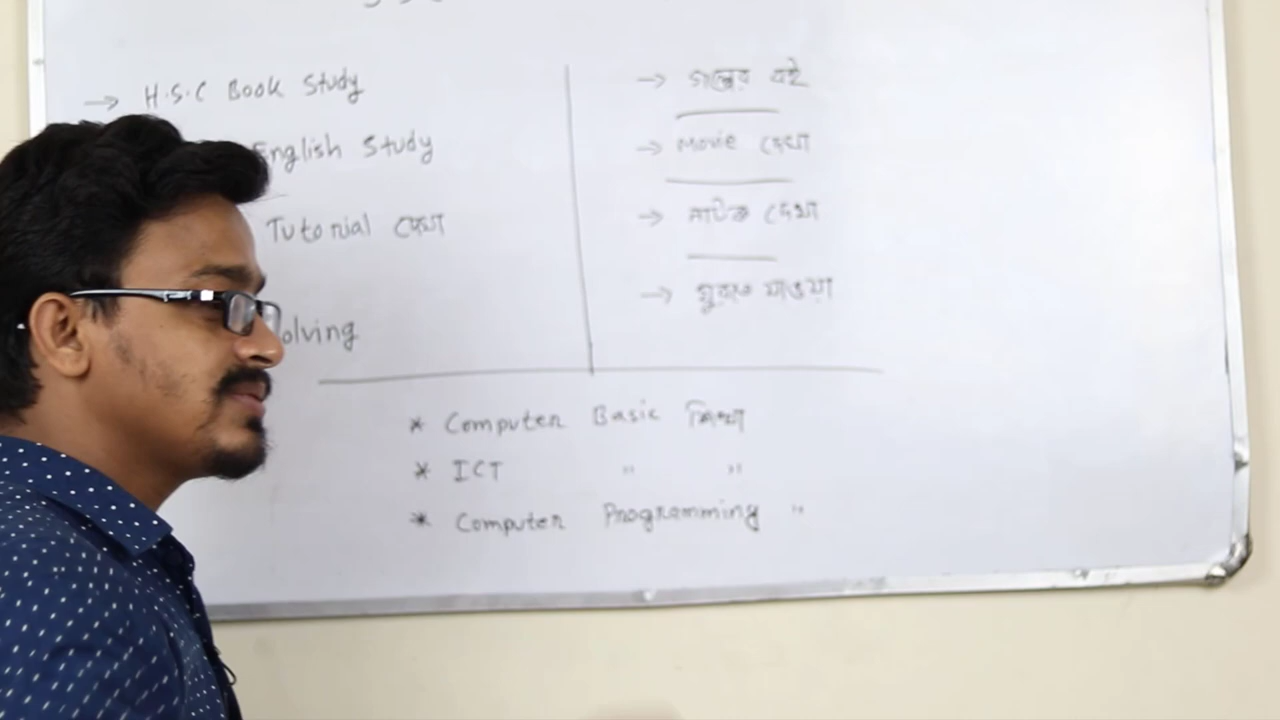 → H.S.C Book Study
English Study
Tutorial দেখা
olving
→ গল্পের বই
→ Movie দেখা
→ নাটক দেখা
→ ঘুরতে যাওয়া
* Computer Basic শিখা
* ICT " "
* Computer Programming "